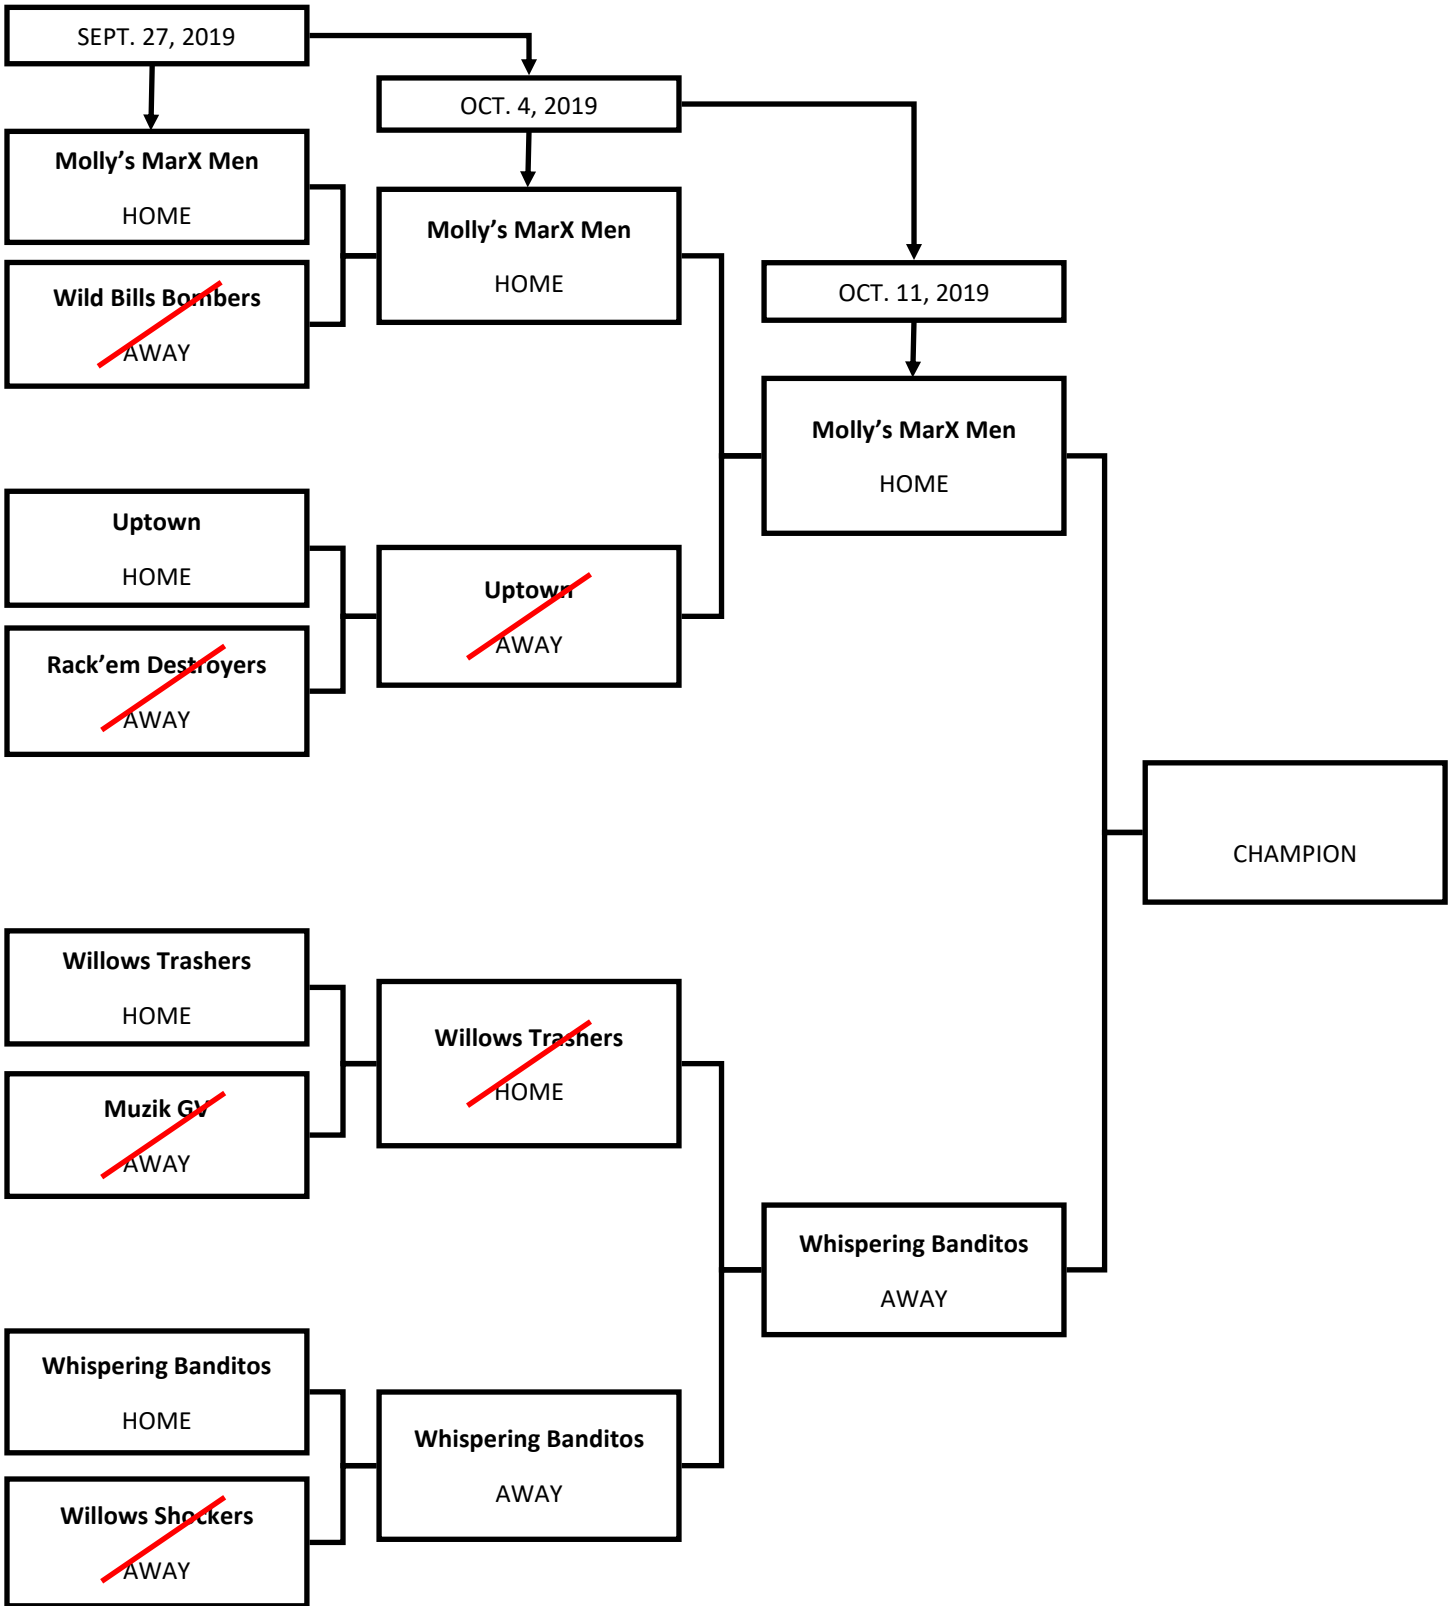 SEPT. 27, 2019
OCT. 4, 2019
Molly’s MarX Men
HOME
Molly’s MarX Men
HOME
Wild Bills Bombers
AWAY
OCT. 11, 2019
Molly’s MarX Men
HOME
Uptown
HOME
Uptown
AWAY
Rack’em Destroyers
AWAY
CHAMPION
Willows Trashers
HOME
Willows Trashers
HOME
Muzik GV
AWAY
Whispering Banditos
AWAY
Whispering Banditos
HOME
Whispering Banditos
AWAY
Willows Shockers
AWAY